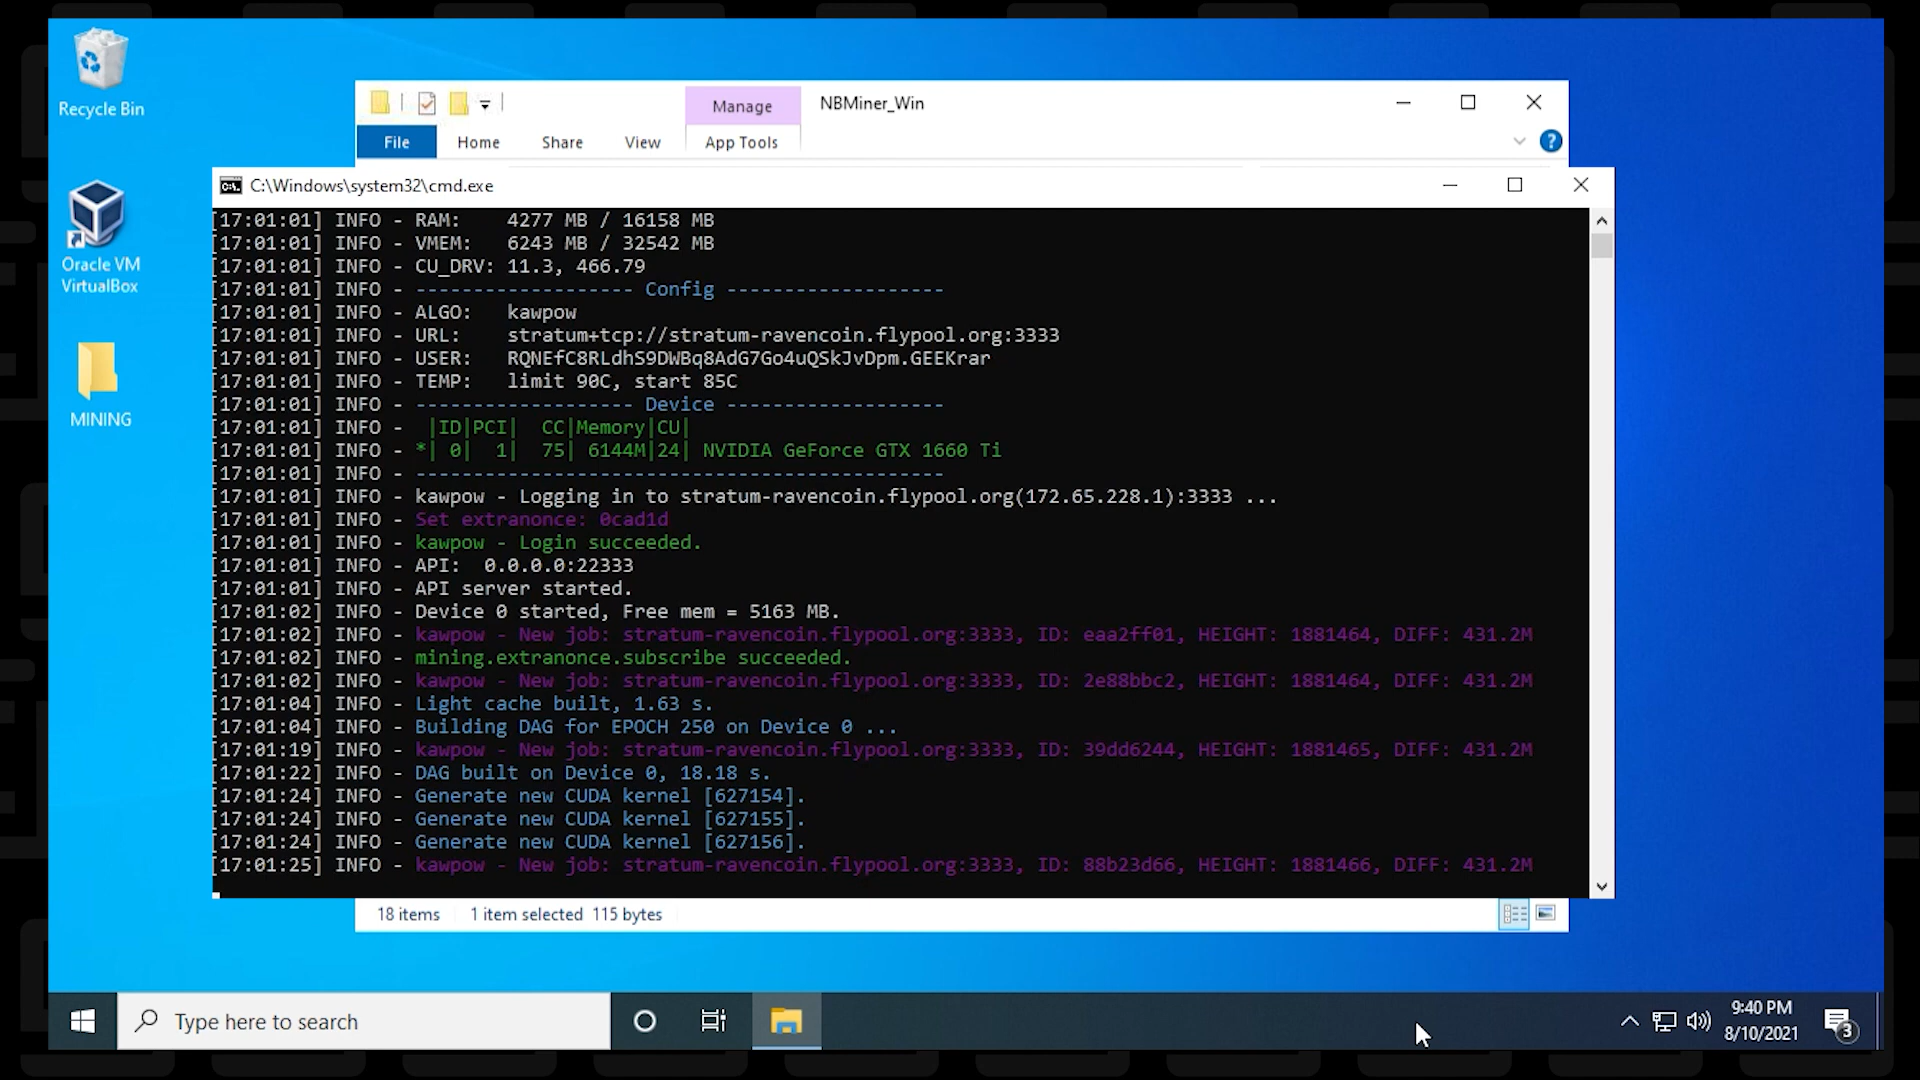 Recycle Bin
Oracle VM
VirtualBox
MINING
Manage
NBMiner_Win
File
Home
Share
View
App Tools
C:\Windows\system32\cmd.exe
[17:01:01] INFO - RAM:    4277 MB / 16158 MB
[17:01:01] INFO - VMEM:   6243 MB / 32542 MB
[17:01:01] INFO - CU_DRV: 11.3, 466.79
[17:01:01] INFO - ------------------- Config -------------------
[17:01:01] INFO - ALGO:   kawpow
[17:01:01] INFO - URL:    stratum+tcp://stratum-ravencoin.flypool.org:3333
[17:01:01] INFO - USER:   RQNEfC8RLdhS9DWBq8AdG7Go4uQSkJvDpm.GEEKrar
[17:01:01] INFO - TEMP:   limit 90C, start 85C
[17:01:01] INFO - ------------------- Device -------------------
[17:01:01] INFO -  |ID|PCI|  CC|Memory|CU|
[17:01:01] INFO - *| 0|  1|  75| 6144M|24| NVIDIA GeForce GTX 1660 Ti
[17:01:01] INFO - ----------------------------------------------
[17:01:01] INFO - kawpow - Logging in to stratum-ravencoin.flypool.org(172.65.228.1):3333 ...
[17:01:01] INFO - Set extranonce: 0cad1d
[17:01:01] INFO - kawpow - Login succeeded.
[17:01:01] INFO - API:  0.0.0.0:22333
[17:01:01] INFO - API server started.
[17:01:02] INFO - Device 0 started, Free mem = 5163 MB.
[17:01:02] INFO - kawpow - New job: stratum-ravencoin.flypool.org:3333, ID: eaa2ff01, HEIGHT: 1881464, DIFF: 431.2M
[17:01:02] INFO - mining.extranonce.subscribe succeeded.
[17:01:02] INFO - kawpow - New job: stratum-ravencoin.flypool.org:3333, ID: 2e88bbc2, HEIGHT: 1881464, DIFF: 431.2M
[17:01:04] INFO - Light cache built, 1.63 s.
[17:01:04] INFO - Building DAG for EPOCH 250 on Device 0 ...
[17:01:19] INFO - kawpow - New job: stratum-ravencoin.flypool.org:3333, ID: 39dd6244, HEIGHT: 1881465, DIFF: 431.2M
[17:01:22] INFO - DAG built on Device 0, 18.18 s.
[17:01:24] INFO - Generate new CUDA kernel [627154].
[17:01:24] INFO - Generate new CUDA kernel [627155].
[17:01:24] INFO - Generate new CUDA kernel [627156].
[17:01:25] INFO - kawpow - New job: stratum-ravencoin.flypool.org:3333, ID: 88b23d66, HEIGHT: 1881466, DIFF: 431.2M
18 items
1 item selected 115 bytes
Type here to search
9:40 PM
8/10/2021
3